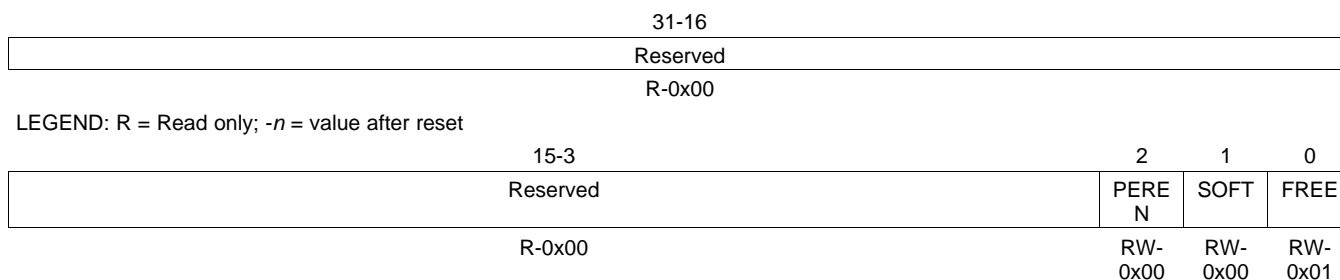 31-16
Reserved
R-0x00
LEGEND: R = Read only; -n = value after reset
15-3 2 1 0
Reserved PERE SOFT FREE
N
R-0x00 RW- RW- RW-
0x00 0x00 0x01